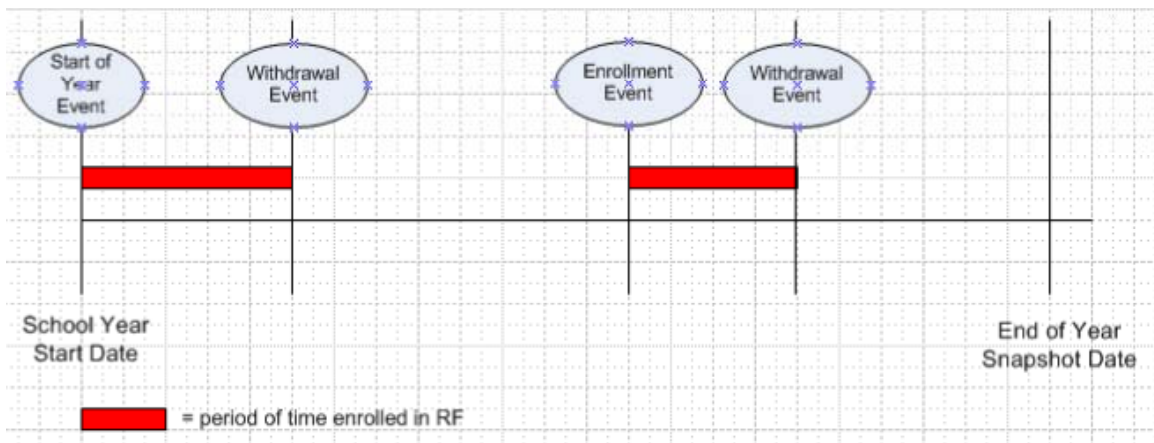 Start of
Year
Event
Withdrawal
Event
Enrollment
Event
Withdrawal
Event
School Year
Start Date
End of Year
Snapshot Date
= period of time enrolled in RF